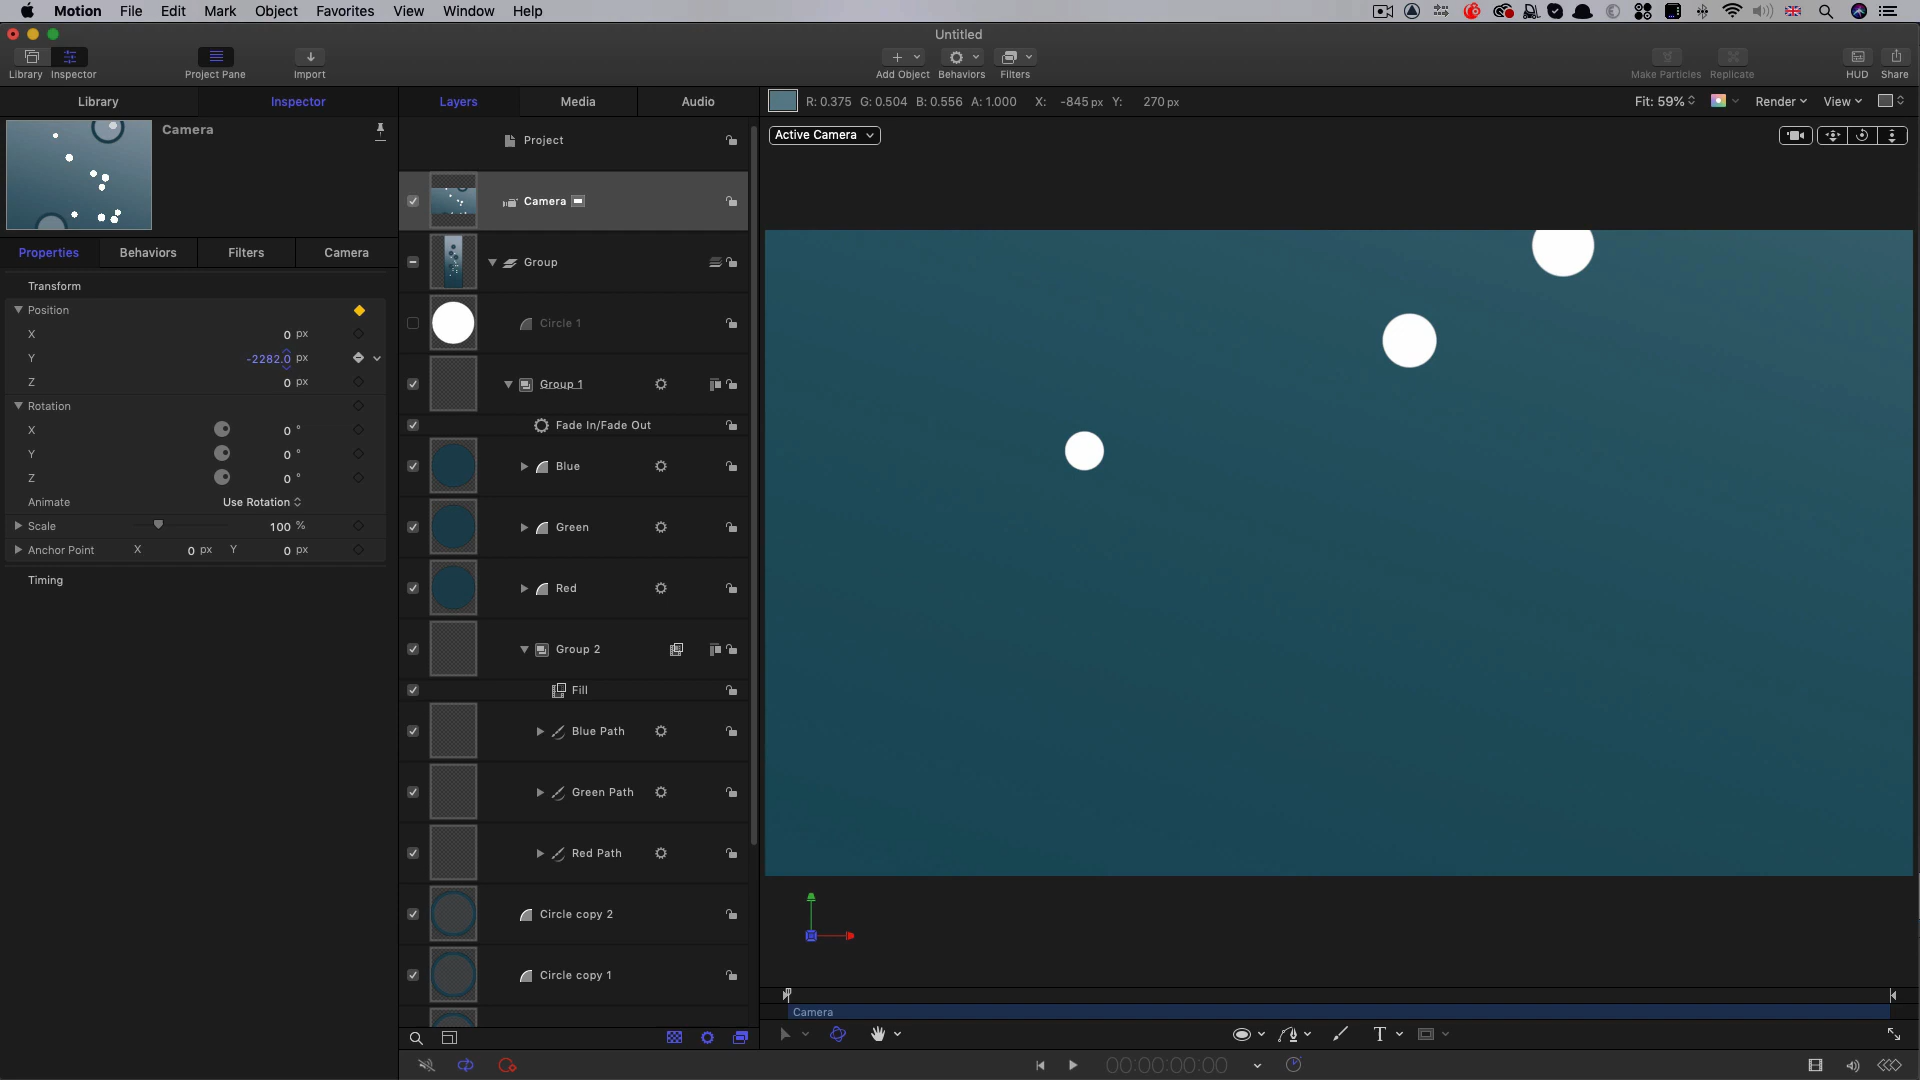 Motion File Edit Mark Object Favorites View Window Help
Untitled
Library Inspector Project Pane Import Add Object Behaviors Filters Make Particles Replicate HUD Share
Library Inspector Layers Media Audio R: 0.375 G: 0.504 B: 0.556 A: 1.000 X: -845 px Y: 270 px Fit: 59% Render View
Camera
Active Camera
Project
Camera
Properties Behaviors Filters Camera
Group
Transform
Position
X 0 px
Y -2282.0 px
Z 0 px
Rotation
X 0 °
Y 0 °
Z 0 °
Animate Use Rotation
Scale 100 %
Anchor Point X 0 px Y 0 px
Timing
Circle 1
Group 1
Fade In/Fade Out
Blue
Green
Red
Group 2
Fill
Blue Path
Green Path
Red Path
Circle copy 2
Circle copy 1
Camera
T
00:00:00:00